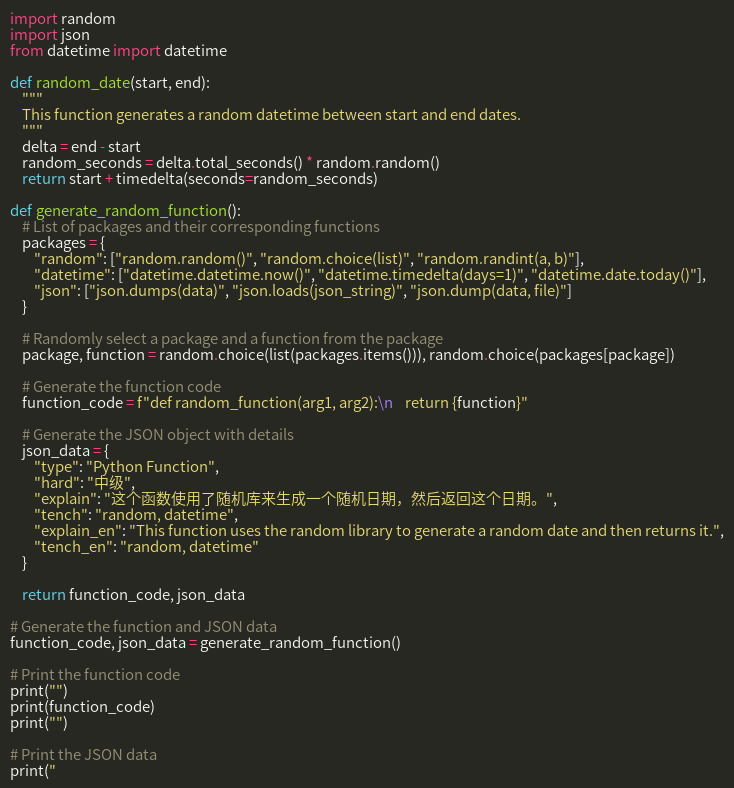 import random
import json
from datetime import datetime

def random_date(start, end):
    """
    This function generates a random datetime between start and end dates.
    """
    delta = end - start
    random_seconds = delta.total_seconds() * random.random()
    return start + timedelta(seconds=random_seconds)

def generate_random_function():
    # List of packages and their corresponding functions
    packages = {
        "random": ["random.random()", "random.choice(list)", "random.randint(a, b)"],
        "datetime": ["datetime.datetime.now()", "datetime.timedelta(days=1)", "datetime.date.today()"],
        "json": ["json.dumps(data)", "json.loads(json_string)", "json.dump(data, file)"]
    }

    # Randomly select a package and a function from the package
    package, function = random.choice(list(packages.items())), random.choice(packages[package])

    # Generate the function code
    function_code = f"def random_function(arg1, arg2):\n    return {function}"

    # Generate the JSON object with details
    json_data = {
        "type": "Python Function",
        "hard": "中级",
        "explain": "这个函数使用了随机库来生成一个随机日期，然后返回这个日期。",
        "tench": "random, datetime",
        "explain_en": "This function uses the random library to generate a random date and then returns it.",
        "tench_en": "random, datetime"
    }

    return function_code, json_data

# Generate the function and JSON data
function_code, json_data = generate_random_function()

# Print the function code
print("")
print(function_code)
print("")

# Print the JSON data
print("